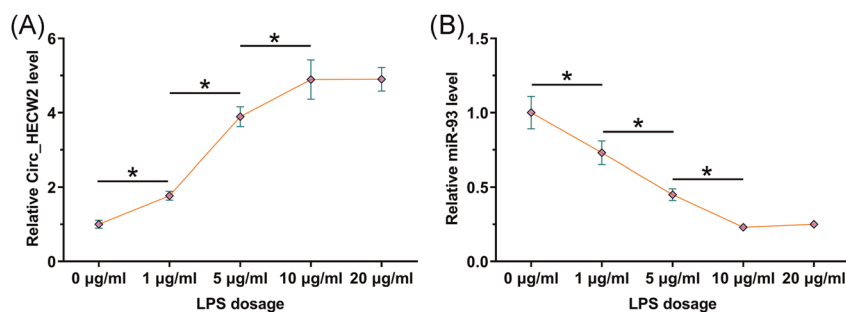 (A)
Relative Circ_HECW2 level
6
4
2
0
*
*
*
0 µg/ml 1 µg/ml 5 µg/ml 10 µg/ml 20 µg/ml
LPS dosage
(B)
Relative miR-93 level
1.5
1.0
0.5
0.0
*
*
*
0 µg/ml 1 µg/ml 5 µg/ml 10 µg/ml 20 µg/ml
LPS dosage